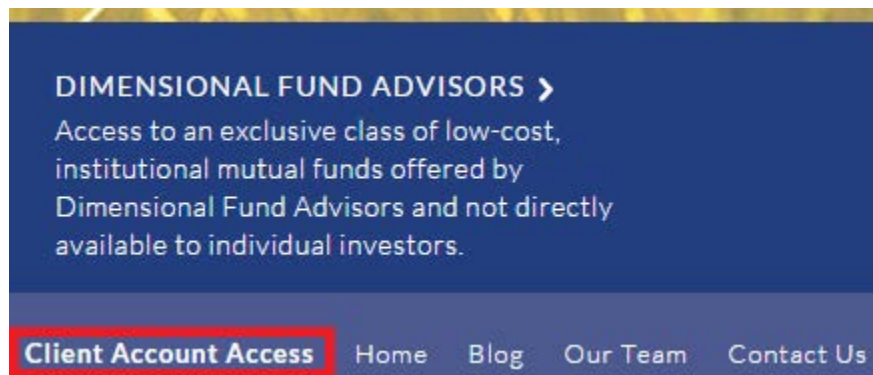 DIMENSIONAL FUND ADVISORS >
Access to an exclusive class of low-cost,
institutional mutual funds offered by
Dimensional Fund Advisors and not directly
available to individual investors.
Client Account Access Home Blog Our Team Contact Us